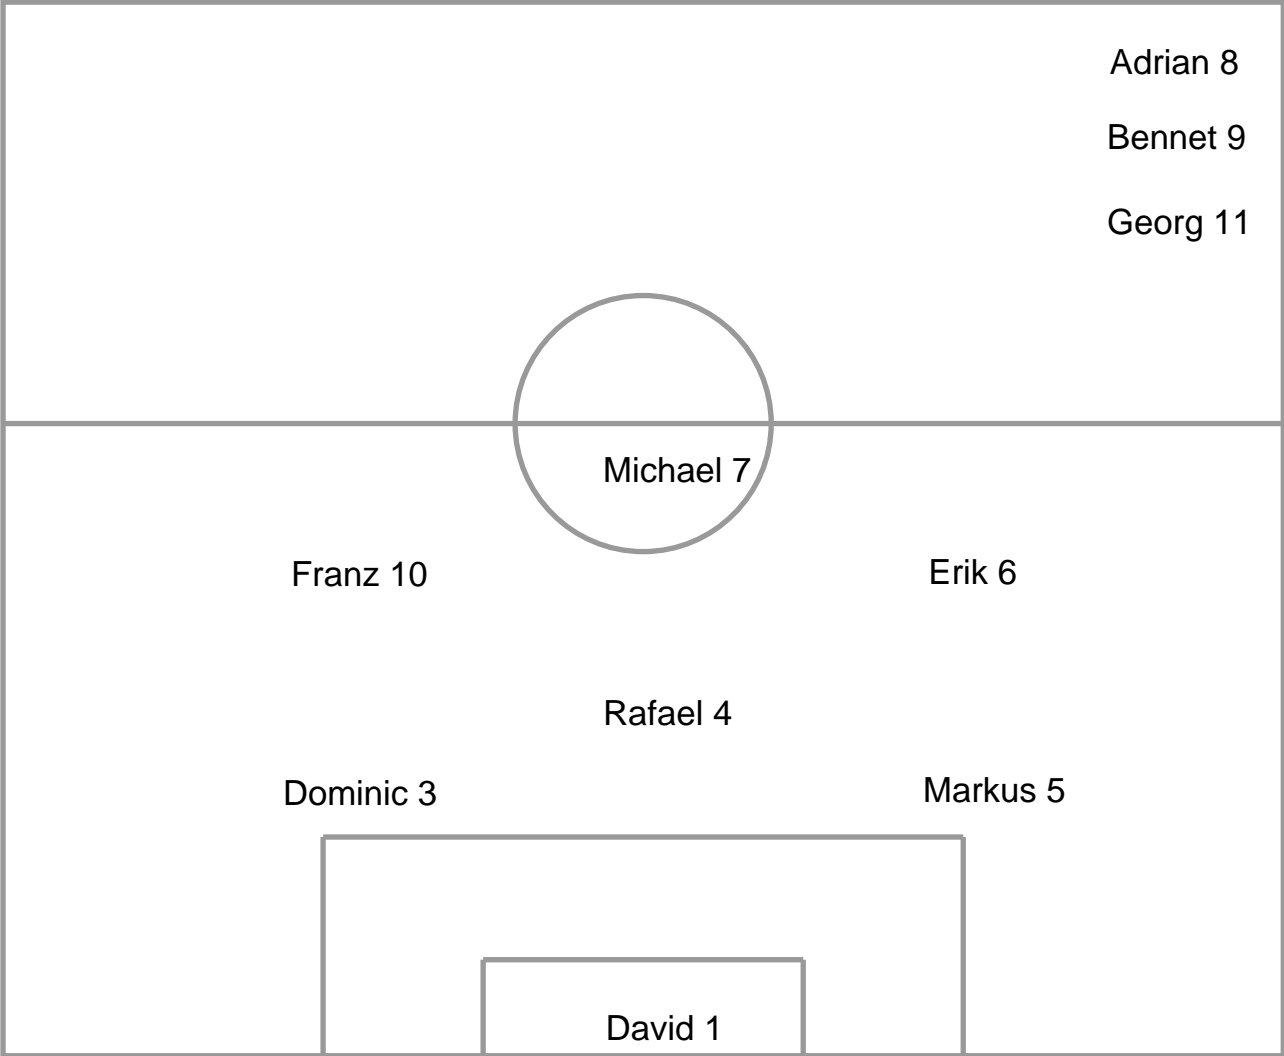 Adrian 8
Bennet 9
Georg 11
Michael 7
Franz 10
Erik 6
Rafael 4
Dominic 3
Markus 5
David 1